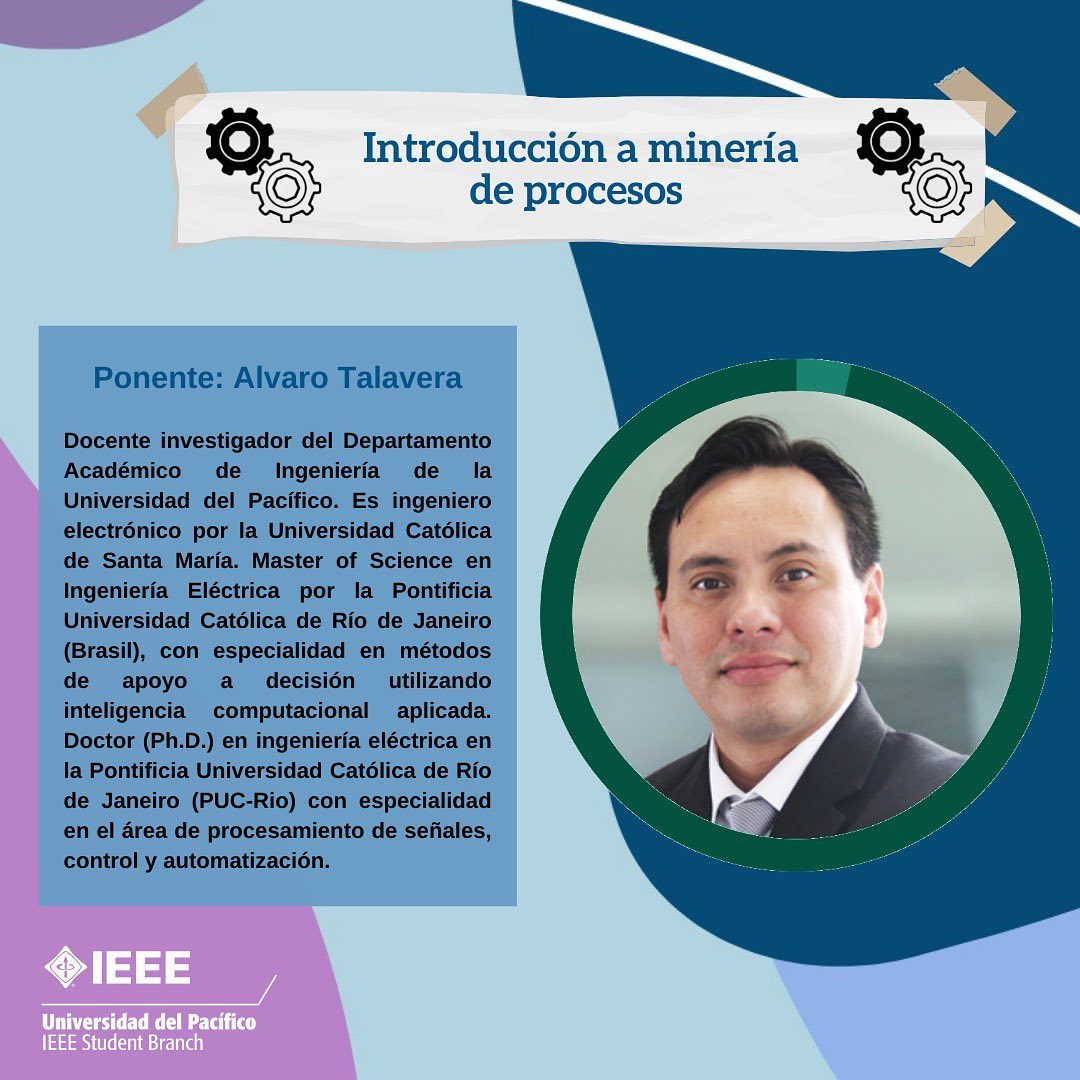 Introducción a minería
de procesos
Ponente: Alvaro Talavera
Docente investigador del Departamento
Académico de Ingeniería de la
Universidad del Pacífico. Es ingeniero
electrónico por la Universidad Católica
de Santa María. Master of Science en
Ingeniería Eléctrica por la Pontificia
Universidad Católica de Río de Janeiro
(Brasil), con especialidad en métodos
de apoyo a decisión utilizando
inteligencia computacional aplicada.
Doctor (Ph.D.) en ingeniería eléctrica en
la Pontificia Universidad Católica de Río
de Janeiro (PUC-Rio) con especialidad
en el área de procesamiento de señales,
control y automatización.
IEEE
Universidad del Pacífico
IEEE Student Branch